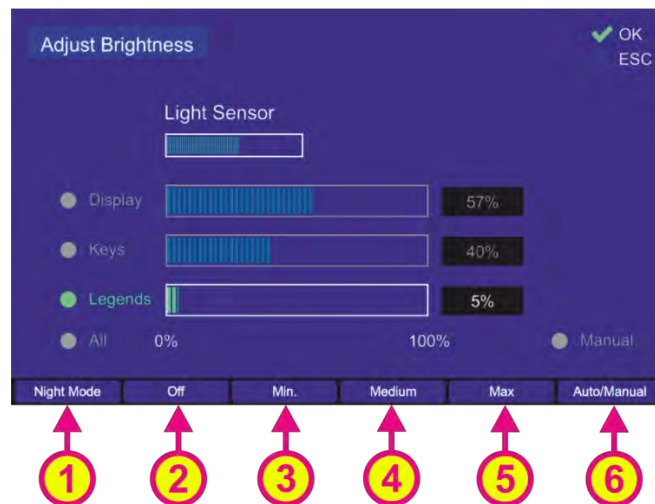 Adjust Brightness
OK
ESC
Light Sensor
Display 57%
Keys 40%
Legends 5%
All 0% 100% Manual
Night Mode Off Min. Medium Max Auto/Manual
1 2 3 4 5 6